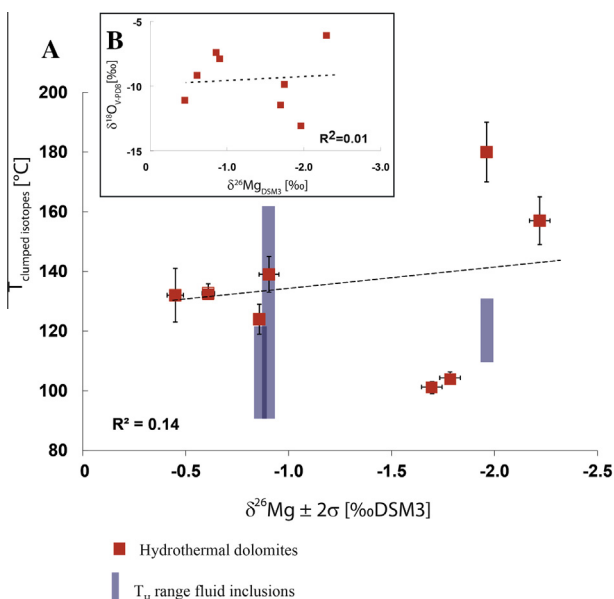 A
B
-5
-10
-15
δ18OV-PDB[‰]
R2=0.01
0
-1.0
-2.0
-3.0
δ26MgDSM3 [‰]
Tclumped isotopes [°C]
200
180
160
140
120
100
80
R² = 0.14
0
-0.5
-1.0
-1.5
-2.0
-2.5
δ26Mg ± 2σ [‰DSM3]
Hydrothermal dolomites
TH range fluid inclusions